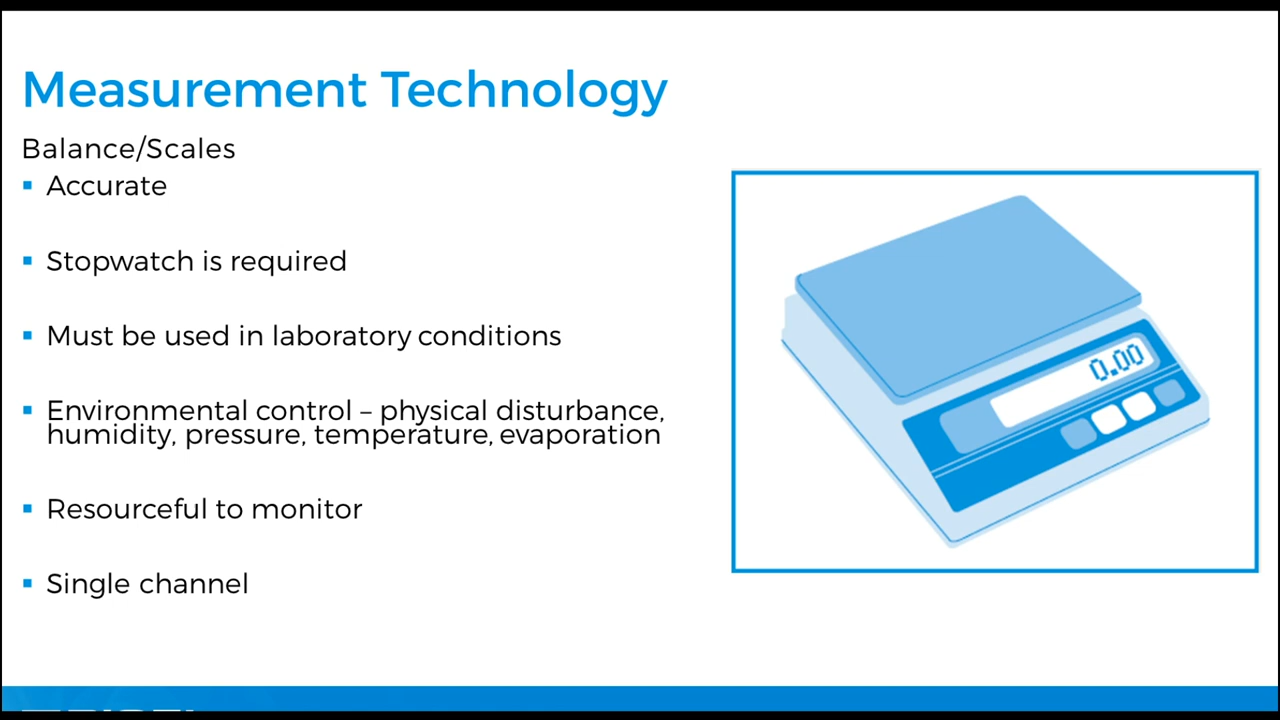 Measurement Technology
Balance/Scales
▪ Accurate
▪ Stopwatch is required
▪ Must be used in laboratory conditions
▪ Environmental control – physical disturbance,
humidity, pressure, temperature, evaporation
▪ Resourceful to monitor
▪ Single channel
0.00